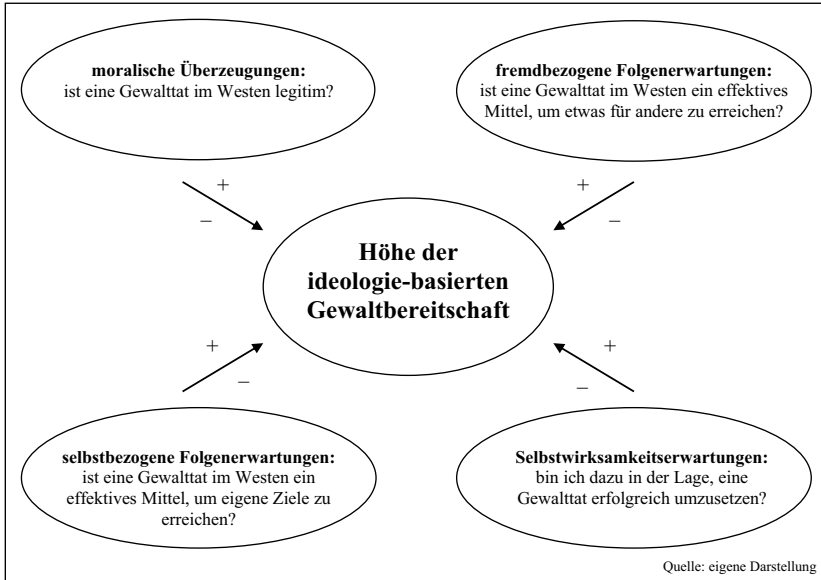 moralische Überzeugungen:
ist eine Gewalttat im Westen legitim?
fremdbezogene Folgenerwartungen:
ist eine Gewalttat im Westen ein effektives
Mittel, um etwas für andere zu erreichen?
+
−
+
−
Höhe der
ideologie-basierten
Gewaltbereitschaft
+
−
+
−
selbstbezogene Folgenerwartungen:
ist eine Gewalttat im Westen ein
effektives Mittel, um eigene Ziele zu
erreichen?
Selbstwirksamkeitserwartungen:
bin ich dazu in der Lage, eine
Gewalttat erfolgreich umzusetzen?
Quelle: eigene Darstellung